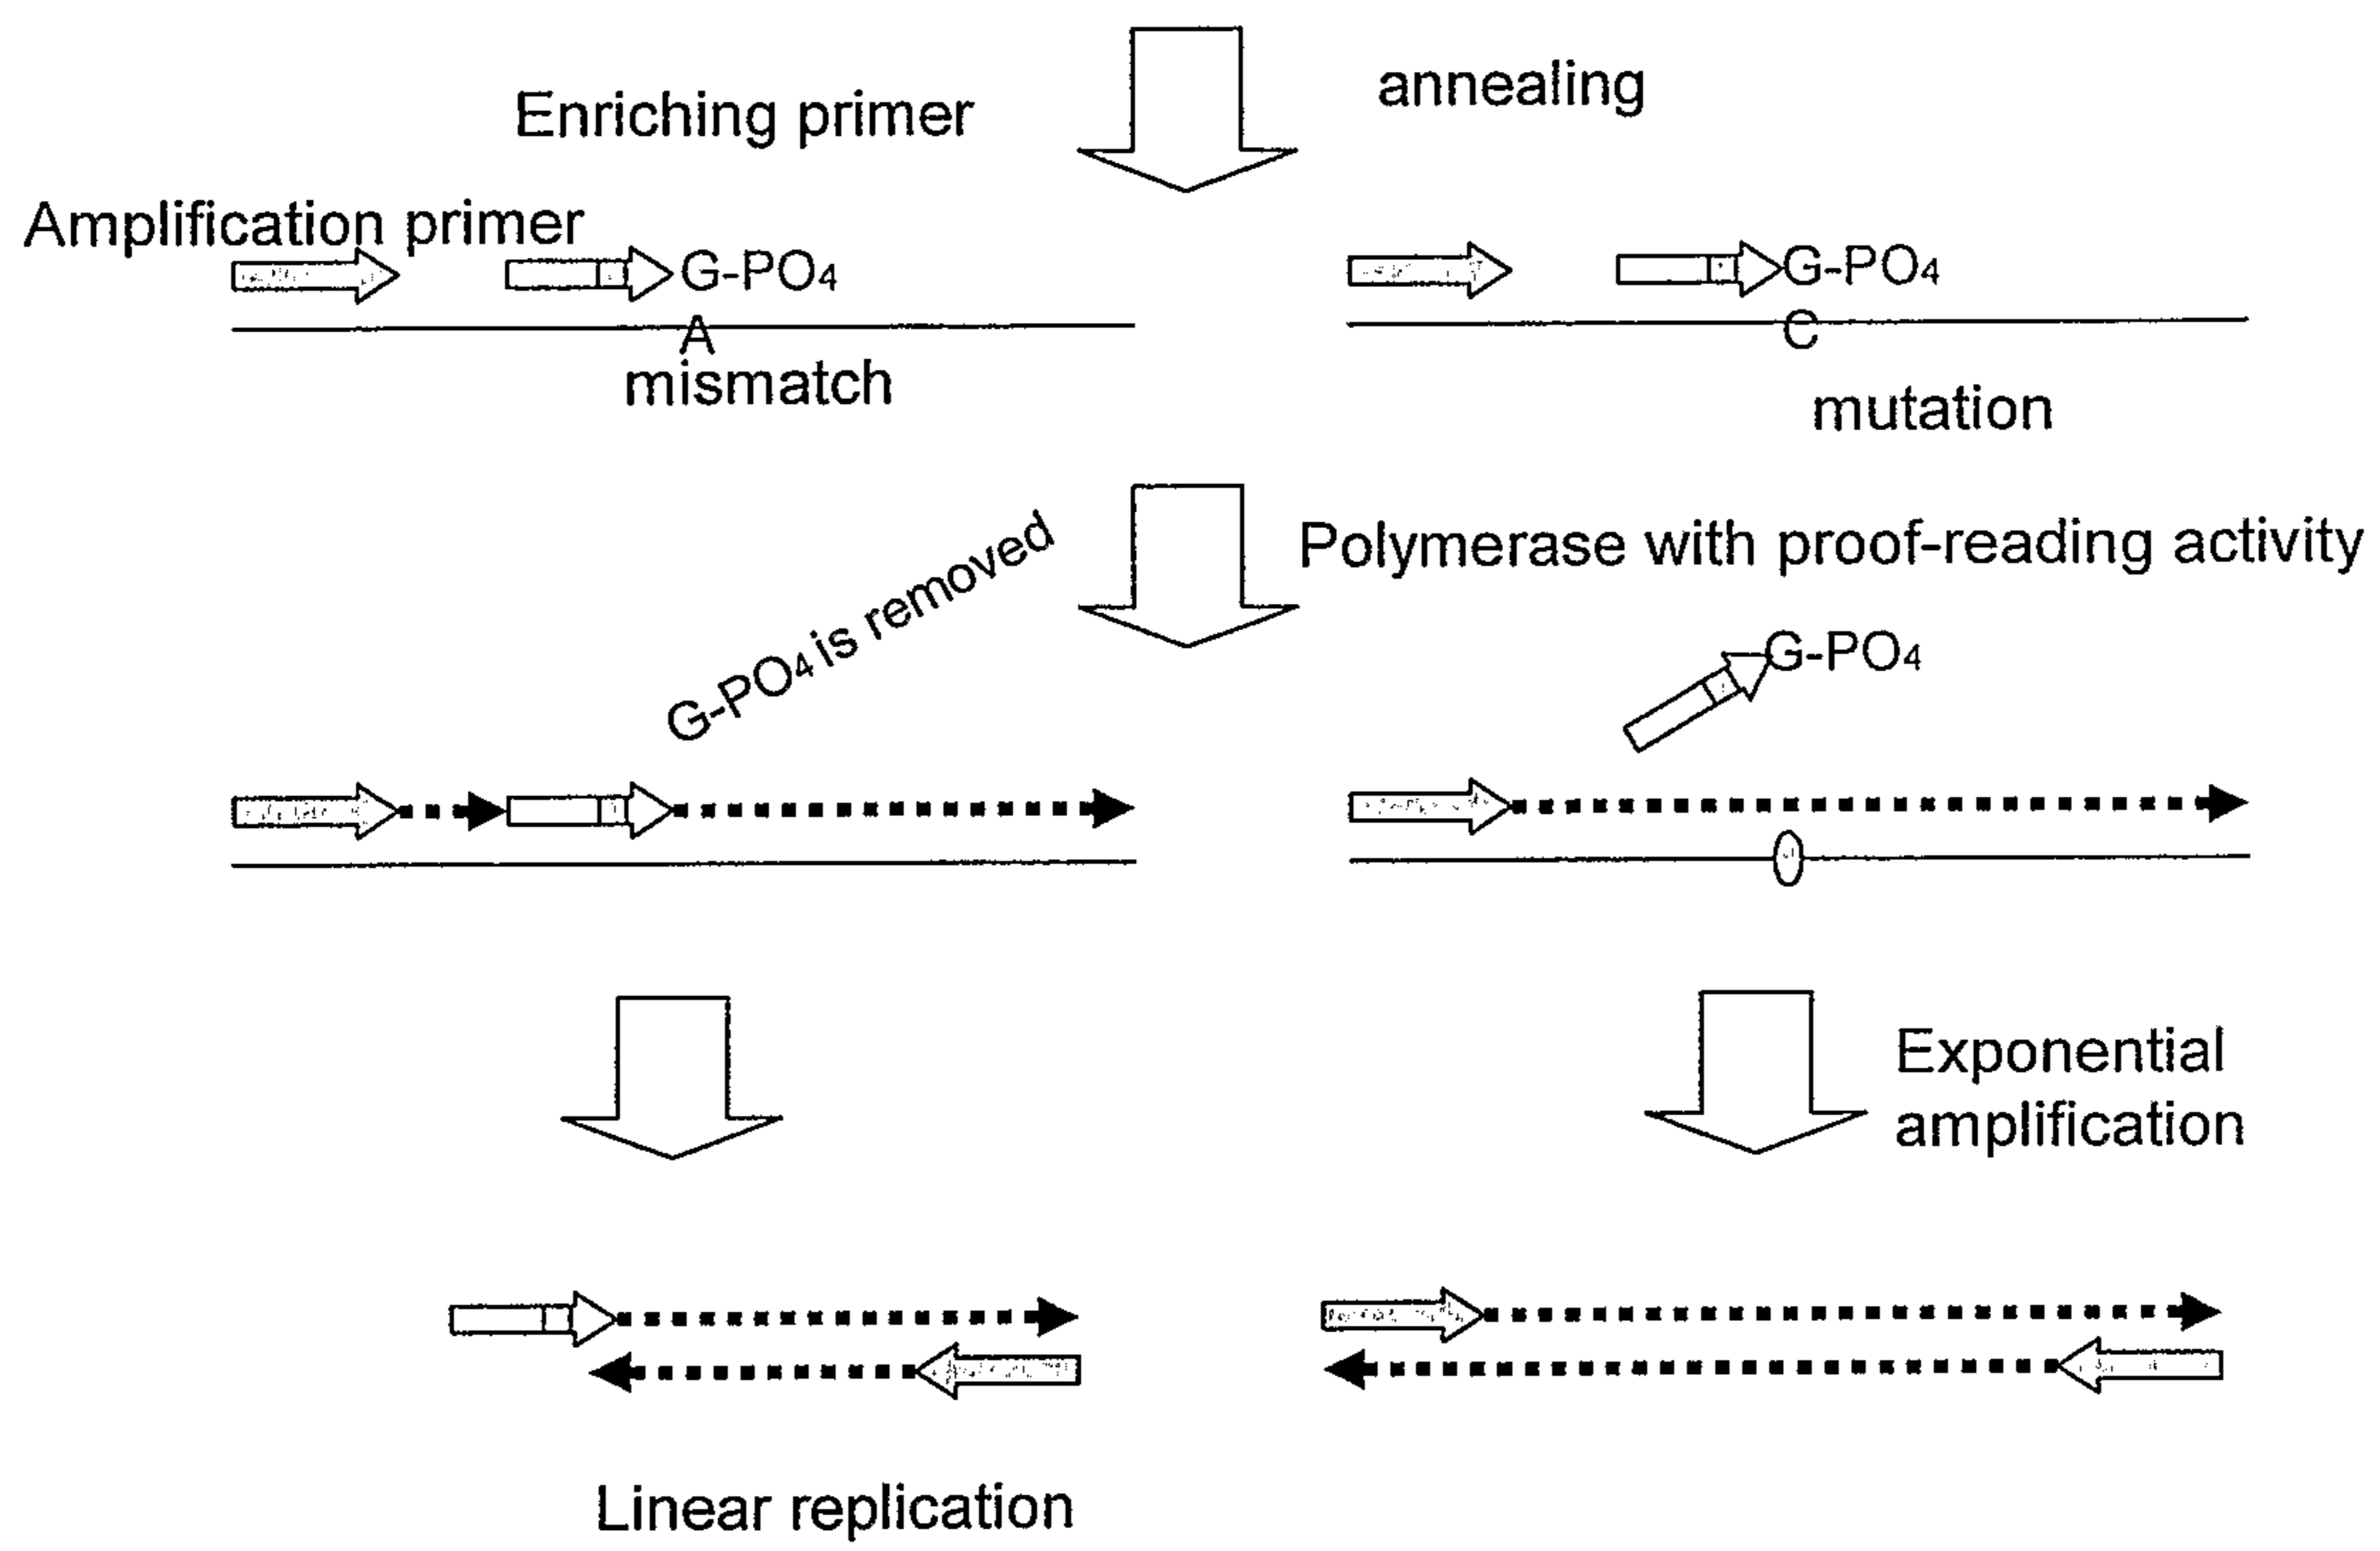 annealing
Enriching primer
Amplification primer
G-PO4
G-PO4
A
C
mismatch
mutation
Polymerase with proof-reading activity
G-PO4 is removed
G-PO4
Exponential
amplification
Linear replication